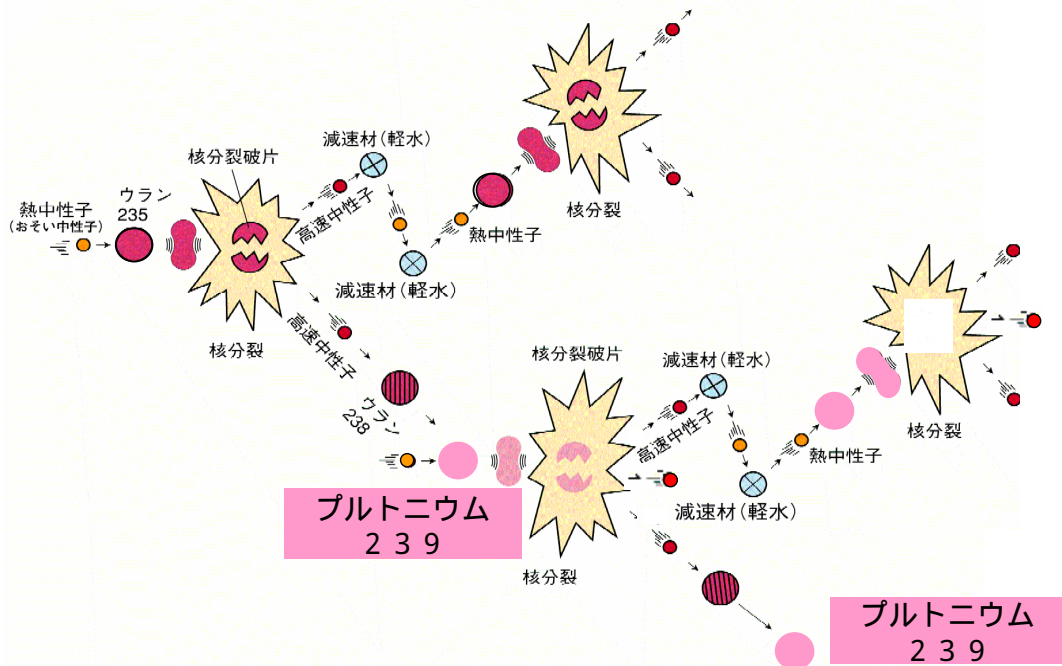 減速材(軽水)
核分裂破片
ウラン
235
熱中性子
(おそい中性子)
高速中性子
熱中性子
核分裂
減速材(軽水)
核分裂
高速中性子
ウラン
238
核分裂破片
減速材(軽水)
高速中性子
熱中性子
核分裂
減速材(軽水)
プルトニウム
239
核分裂
プルトニウム
239